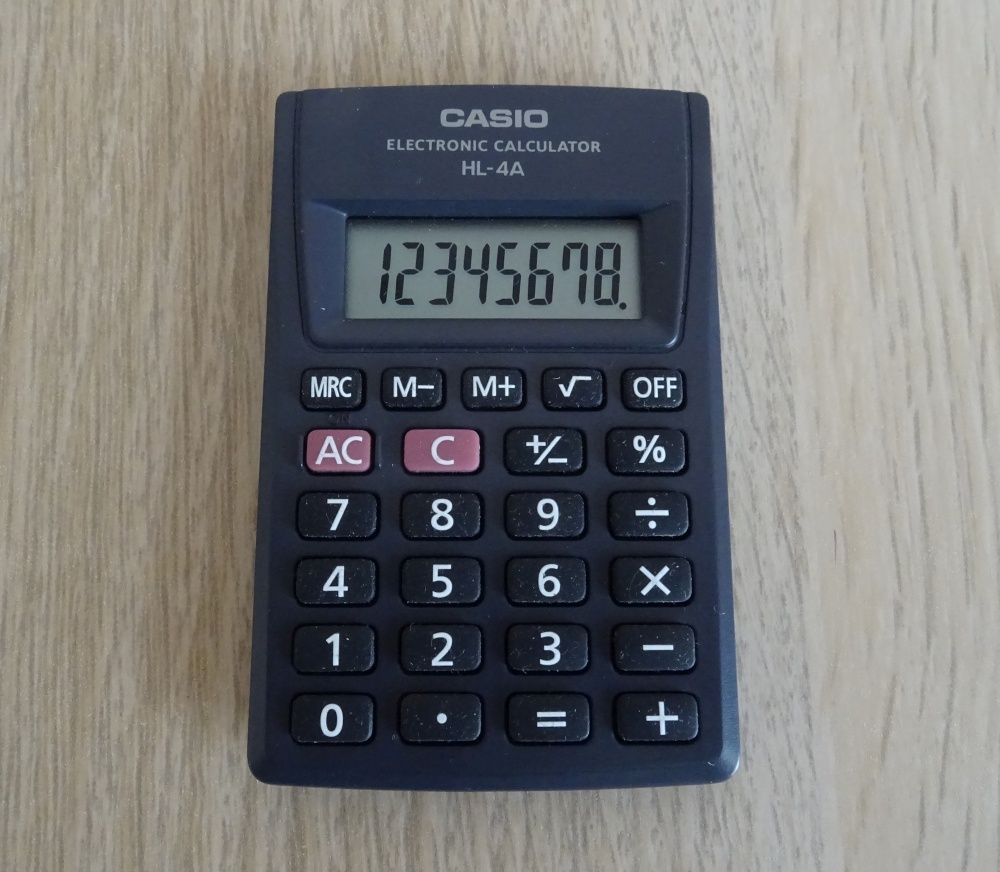 CASIO
ELECTRONIC CALCULATOR
HL-4A
12345678.
MRC M− M+ √ OFF
AC C +/− %
7 8 9 ÷
4 5 6 ×
1 2 3 −
0 · = +